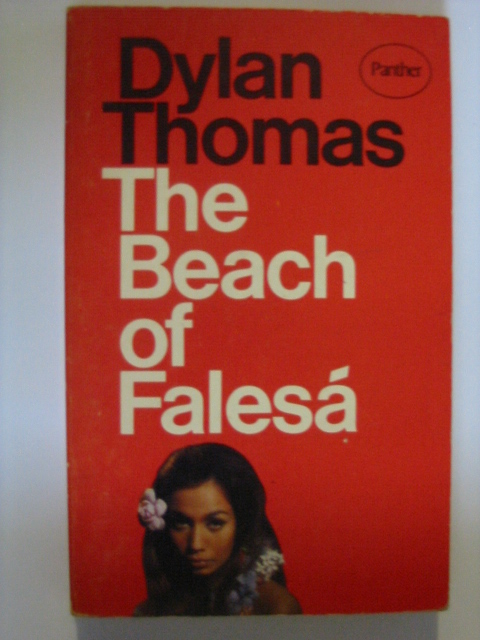 Dylan
Thomas
Panther
The
Beach
of
Falesá